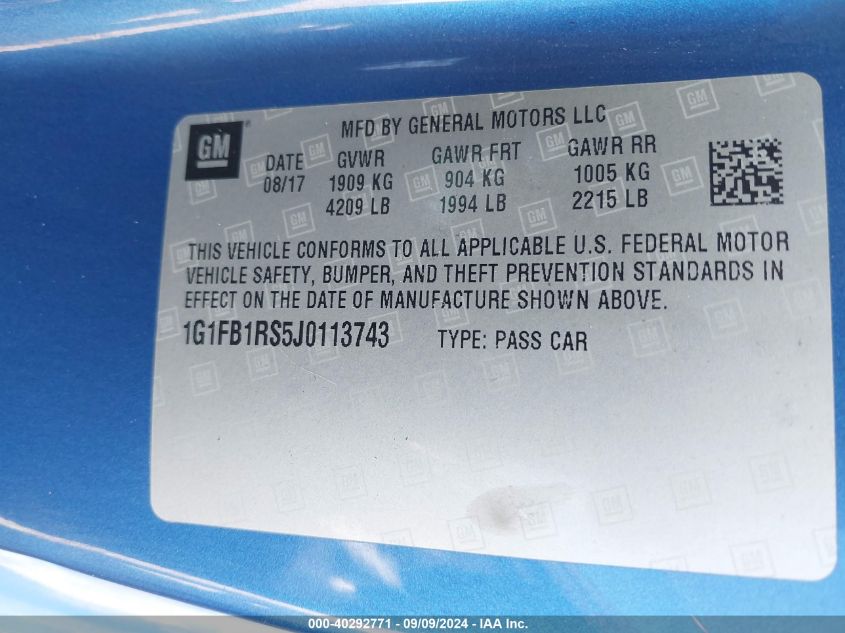 GM
MFD BY GENERAL MOTORS LLC
DATE GVWR GAWR FRT GAWR RR
08/17 1909 KG 904 KG 1005 KG
4209 LB 1994 LB 2215 LB
THIS VEHICLE CONFORMS TO ALL APPLICABLE U.S. FEDERAL MOTOR
VEHICLE SAFETY, BUMPER, AND THEFT PREVENTION STANDARDS IN
EFFECT ON THE DATE OF MANUFACTURE SHOWN ABOVE.
1G1FB1RS5J0113743 TYPE: PASS CAR
000-40292771 - 09/09/2024 - IAA Inc.